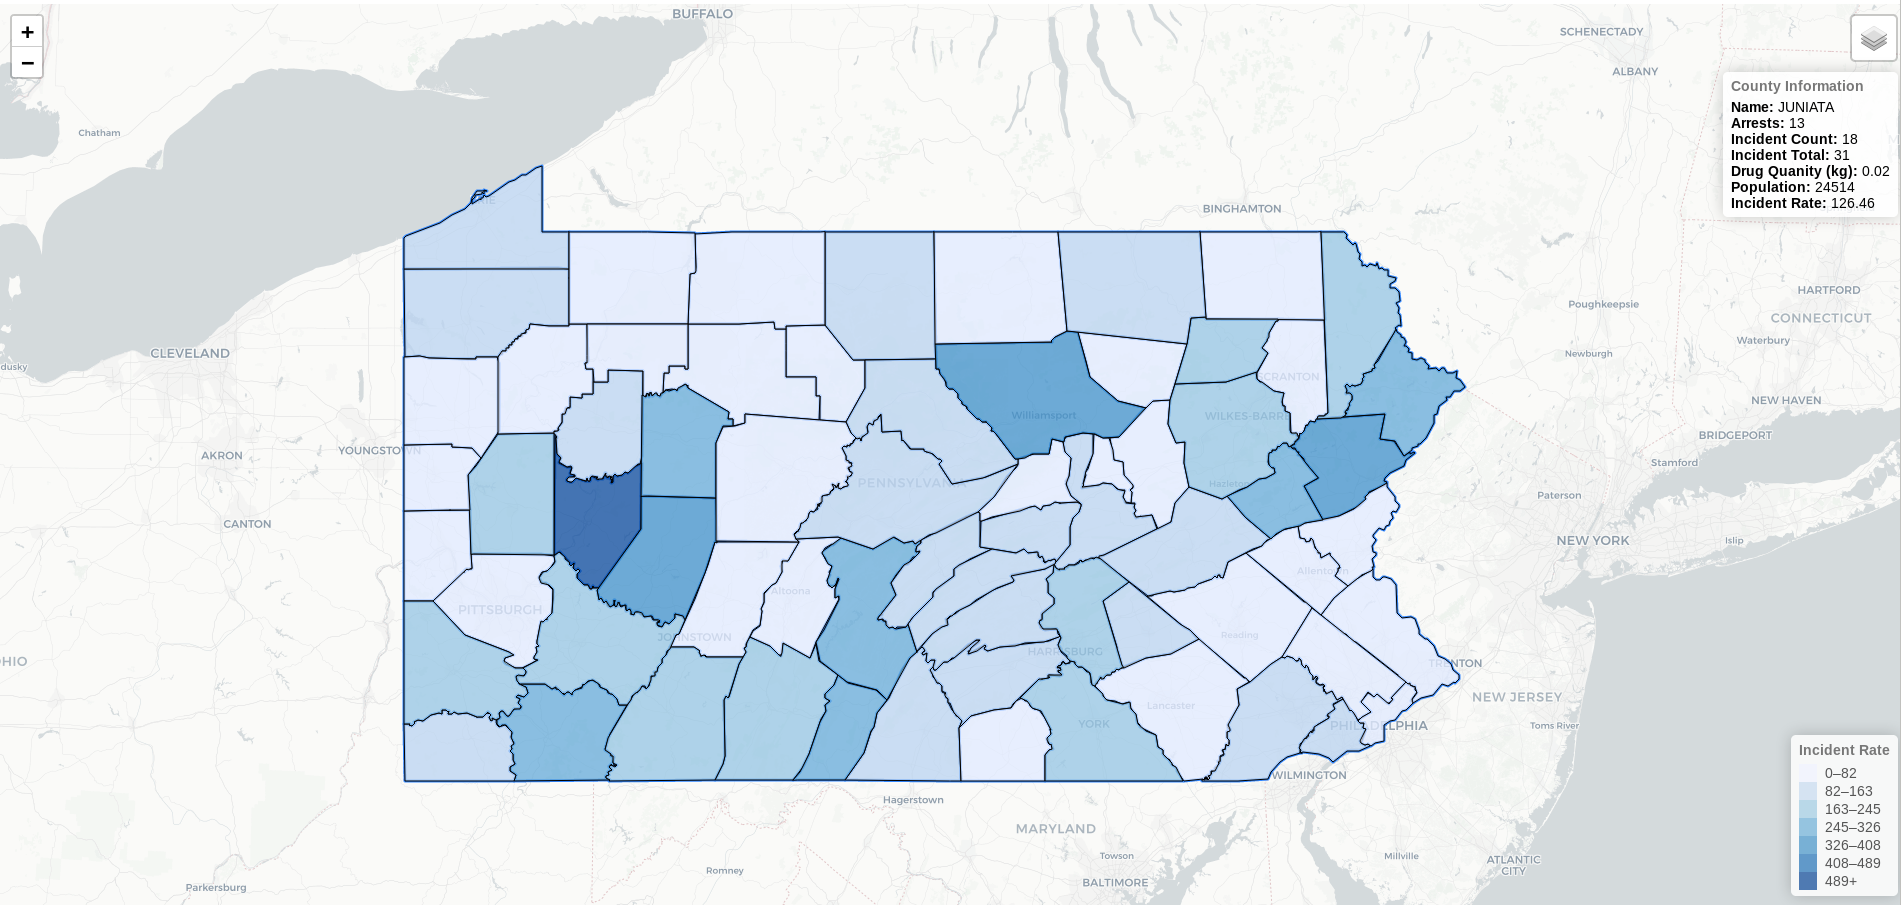 +
−
BUFFALO
SCHENECTADY
ALBANY
County Information
Name: JUNIATA
Arrests: 13
Incident Count: 18
Incident Total: 31
Drug Quanity (kg): 0.02
Population: 24514
Incident Rate: 126.46
Chatham
BINGHAMTON
HARTFORD
Poughkeepsie
CONNECTICUT
Waterbury
CLEVELAND
Newburgh
dusky
SCRANTON
NEW HAVEN
Williamsport
WILKES-BARRE
BRIDGEPORT
YOUNGSTOWN
AKRON
Stamford
PENNSYLVAN
Hazleton
Paterson
CANTON
NEW YORK
Islip
Allentown
Altoona
PITTSBURGH
JOHNSTOWN
Reading
HARRISBURG
TRENTON
HIO
NEW JERSEY
Lancaster
YORK
PHILADELPHIA
Toms River
WILMINGTON
Hagerstown
MARYLAND
Towson
Millville
ATLANTIC
CITY
Romney
BALTIMORE
Parkersburg
Incident Rate
0–82
82–163
163–245
245–326
326–408
408–489
489+